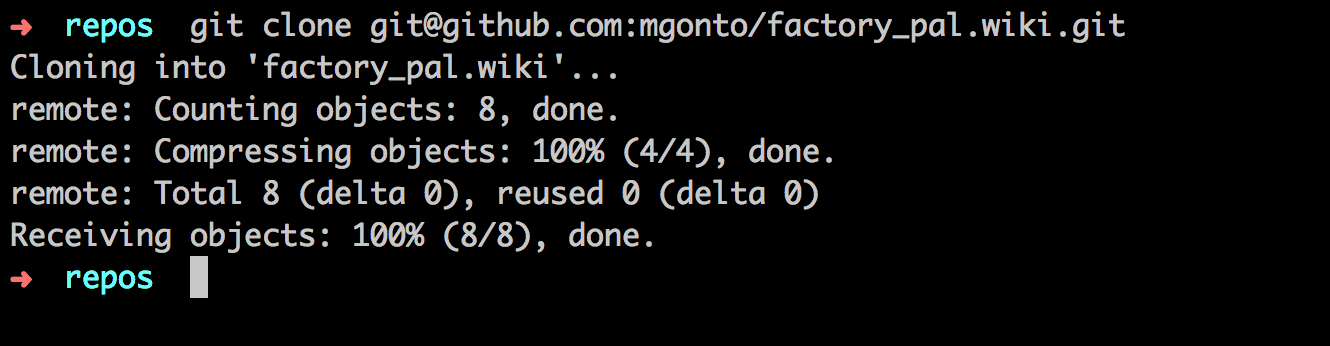 ➜ repos git clone git@github.com:mgonto/factory_pal.wiki.git
Cloning into 'factory_pal.wiki'...
remote: Counting objects: 8, done.
remote: Compressing objects: 100% (4/4), done.
remote: Total 8 (delta 0), reused 0 (delta 0)
Receiving objects: 100% (8/8), done.
➜ repos